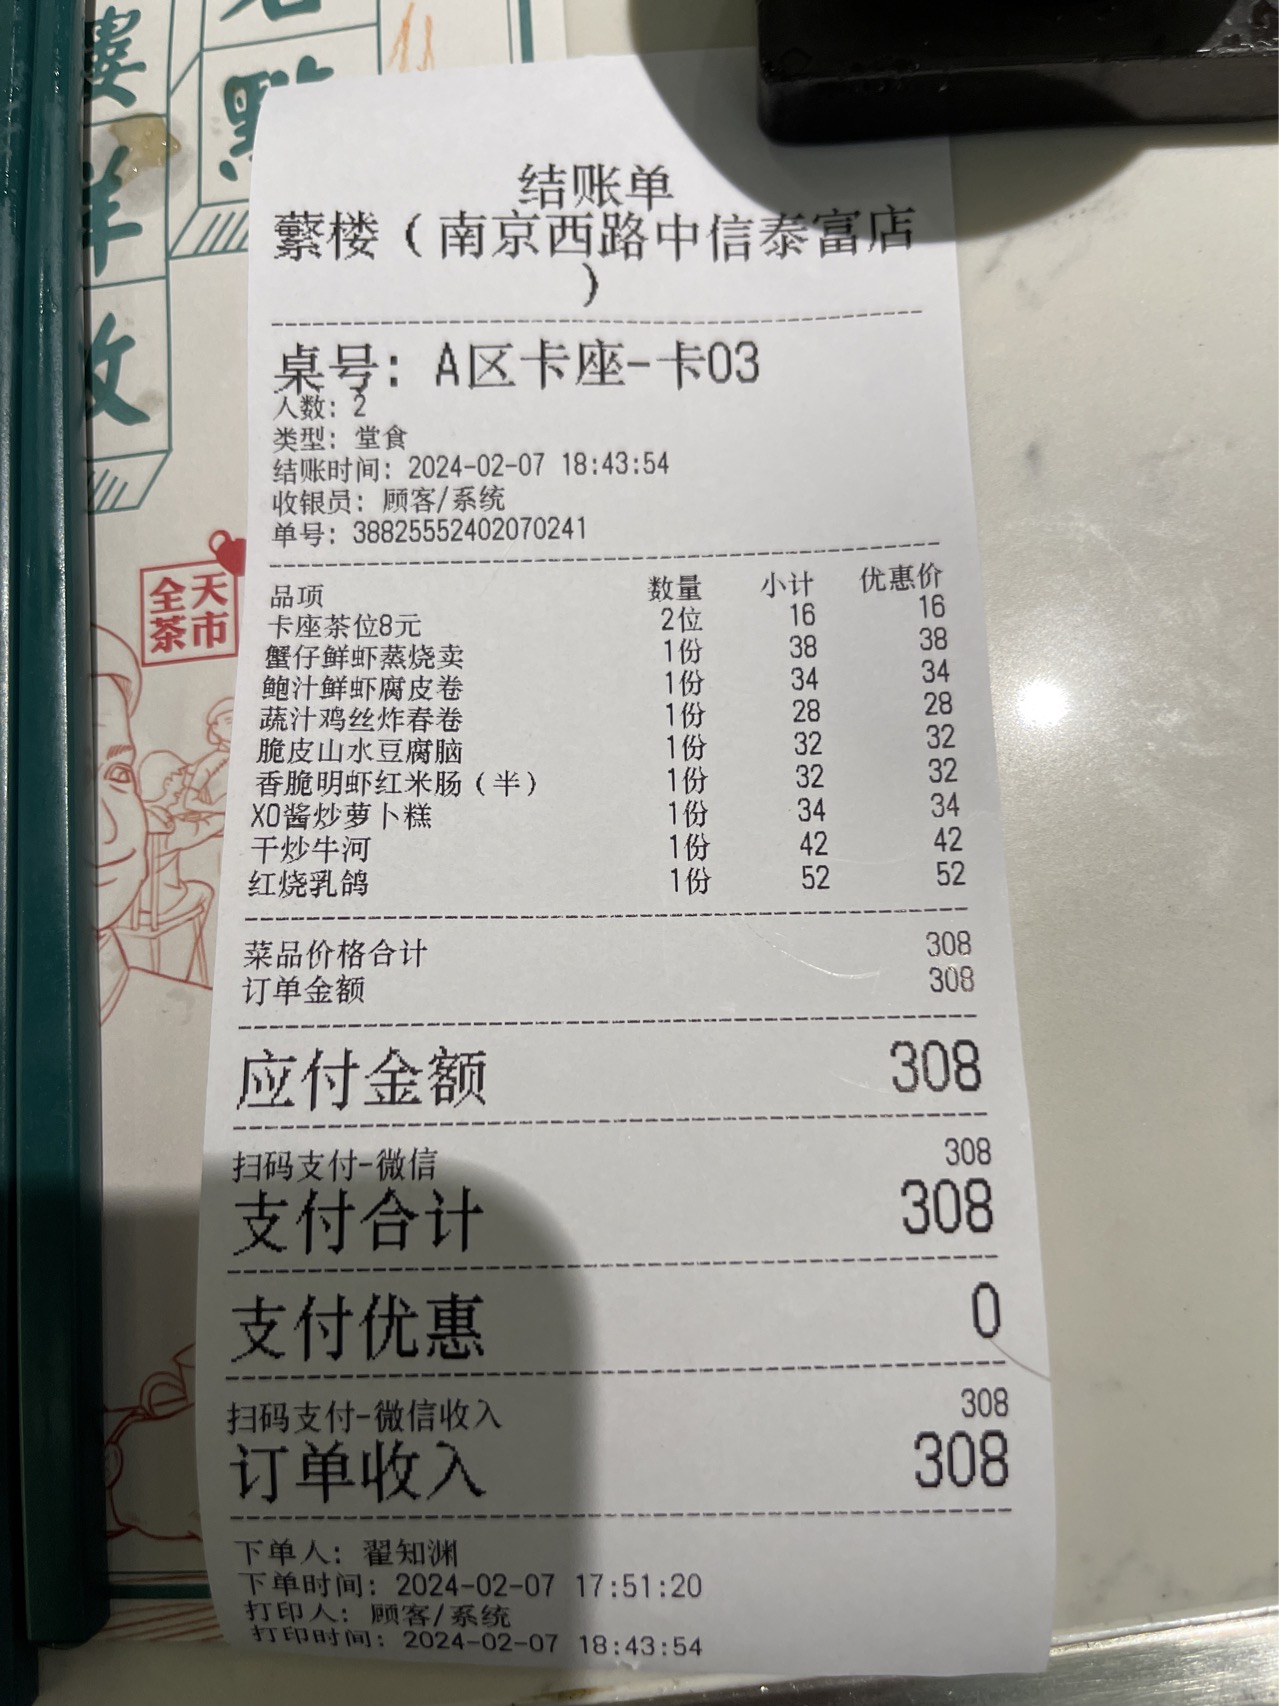 點
樓
洋
全天
茶市
结账单
蘩楼（南京西路中信泰富店
）
桌号: A区卡座-卡03
人数: 2
类型: 堂食
结账时间: 2024-02-07 18:43:54
收银员: 顾客/系统
单号: 38825552402070241
品项 数量 小计 优惠价
卡座茶位8元 2位 16 16
蟹仔鲜虾蒸烧卖 1份 38 38
鲍汁鲜虾腐皮卷 1份 34 34
蔬汁鸡丝炸春卷 1份 28 28
脆皮山水豆腐脑 1份 32 32
香脆明虾红米肠（半） 1份 32 32
XO酱炒萝卜糕 1份 34 34
干炒牛河 1份 42 42
红烧乳鸽 1份 52 52
菜品价格合计 308
订单金额 308
应付金额 308
扫码支付-微信 308
支付合计 308
支付优惠 0
扫码支付-微信收入 308
订单收入 308
下单人: 翟知渊
下单时间: 2024-02-07 17:51:20
打印人: 顾客/系统
打印时间: 2024-02-07 18:43:54